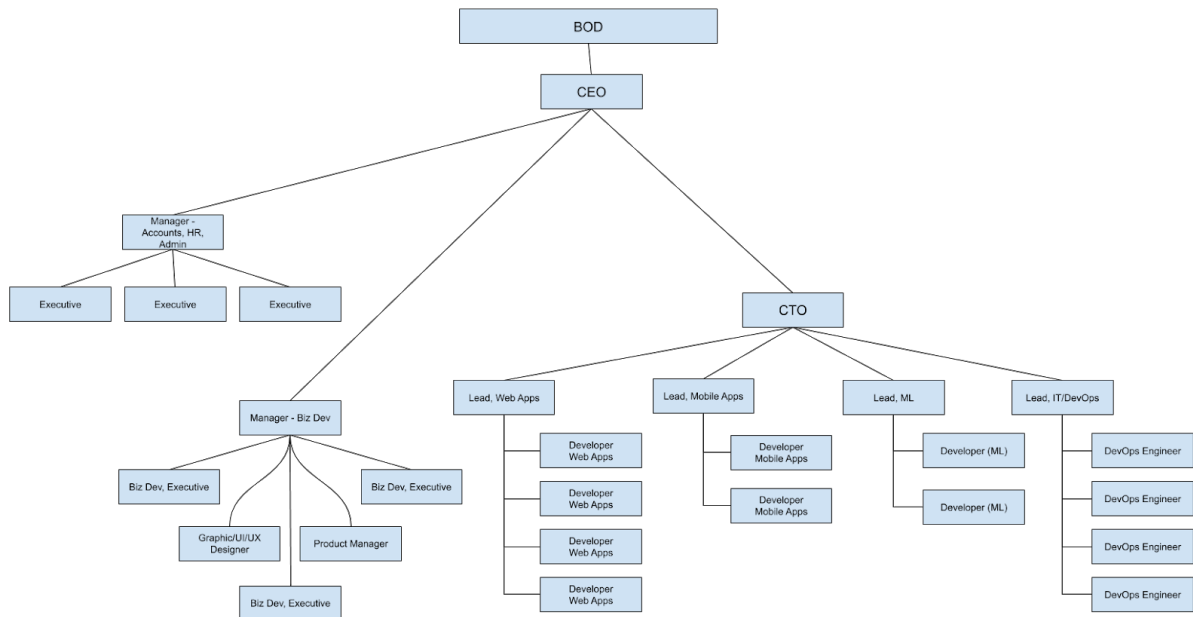 BOD
CEO
Manager -
Accounts, HR,
Admin
Executive
Executive
Executive
CTO
Lead, Web Apps
Lead, Mobile Apps
Lead, ML
Lead, IT/DevOps
Manager - Biz Dev
Biz Dev, Executive
Biz Dev, Executive
Graphic/UI/UX
Designer
Product Manager
Biz Dev, Executive
Developer
Web Apps
Developer
Web Apps
Developer
Web Apps
Developer
Web Apps
Developer
Mobile Apps
Developer
Mobile Apps
Developer (ML)
Developer (ML)
DevOps Engineer
DevOps Engineer
DevOps Engineer
DevOps Engineer